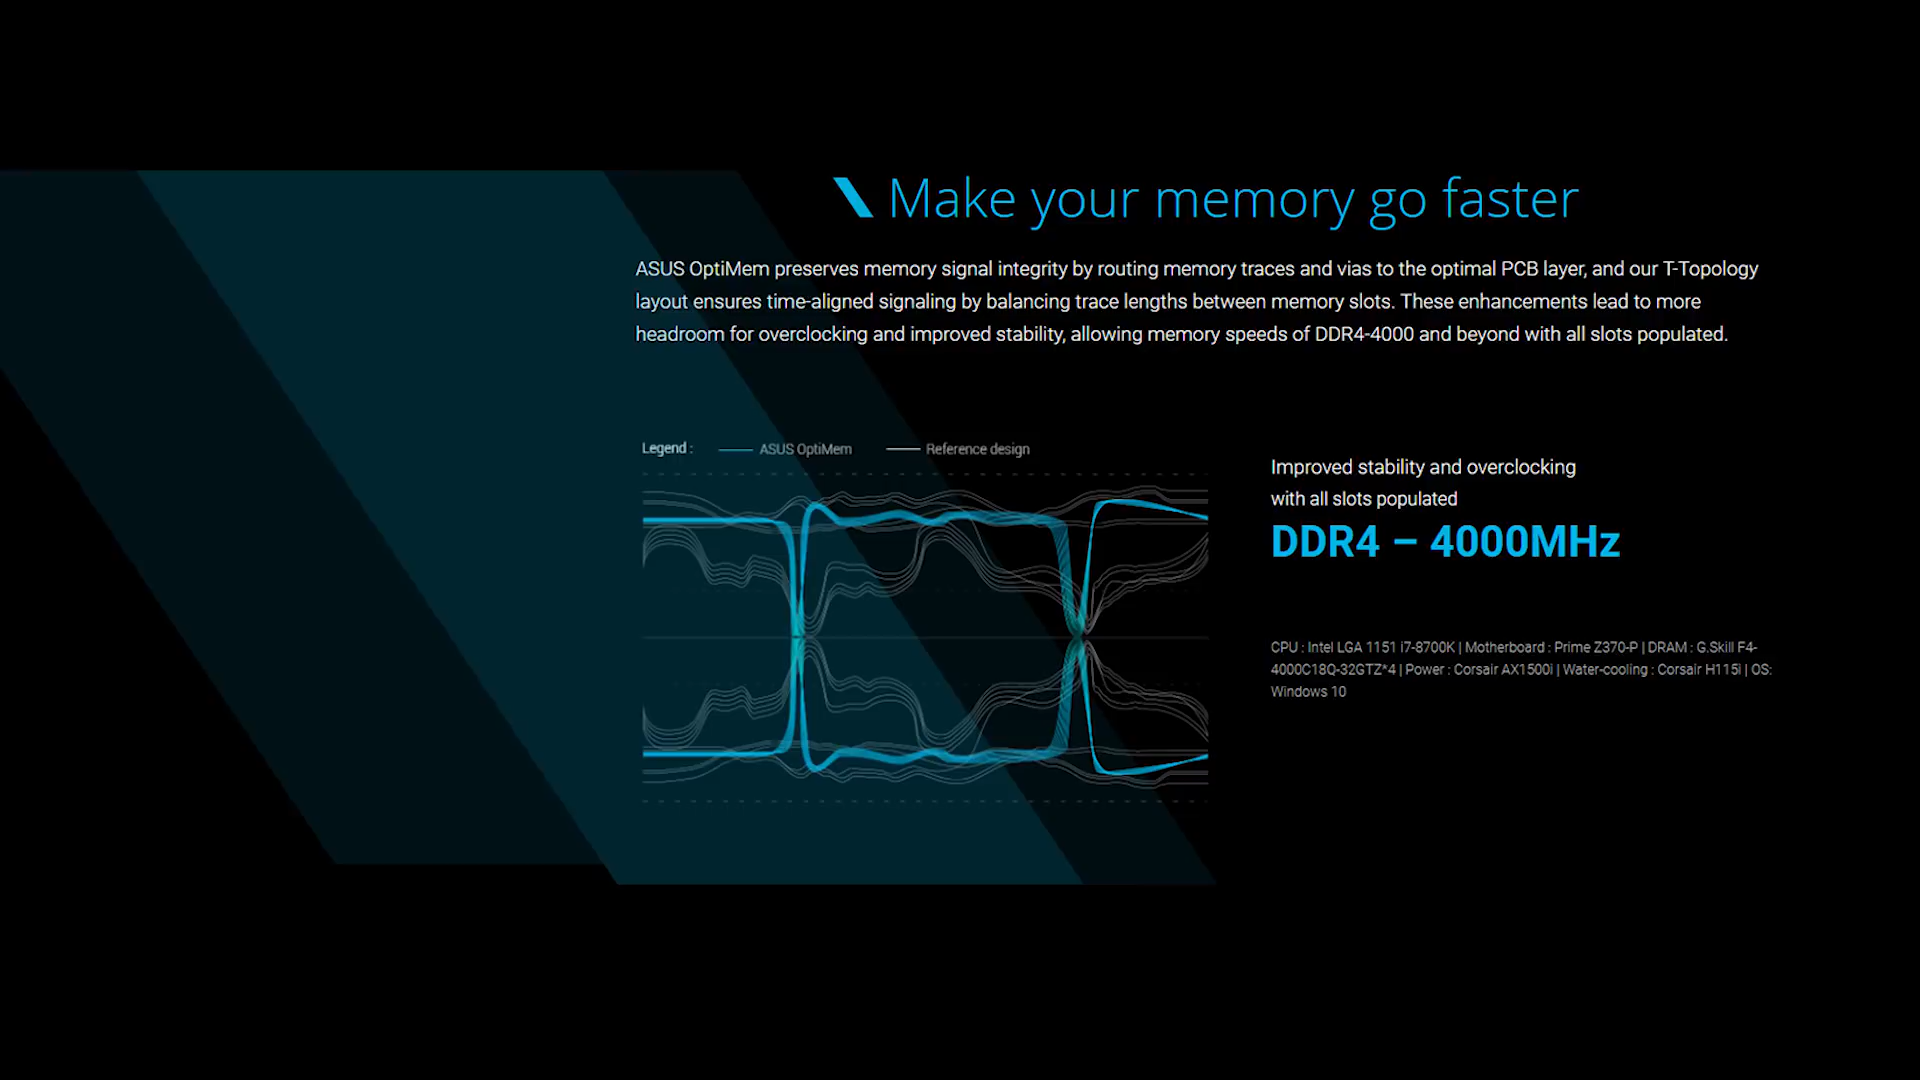 Make your memory go faster
ASUS OptiMem preserves memory signal integrity by routing memory traces and vias to the optimal PCB layer, and our T-Topology
layout ensures time-aligned signaling by balancing trace lengths between memory slots. These enhancements lead to more
headroom for overclocking and improved stability, allowing memory speeds of DDR4-4000 and beyond with all slots populated.
Legend : ASUS OptiMem Reference design
Improved stability and overclocking
with all slots populated
DDR4 – 4000MHz
CPU : Intel LGA 1151 i7-8700K | Motherboard : Prime Z370-P | DRAM : G.Skill F4-
4000C18Q-32GTZ*4 | Power : Corsair AX1500i | Water-cooling : Corsair H115i | OS:
Windows 10